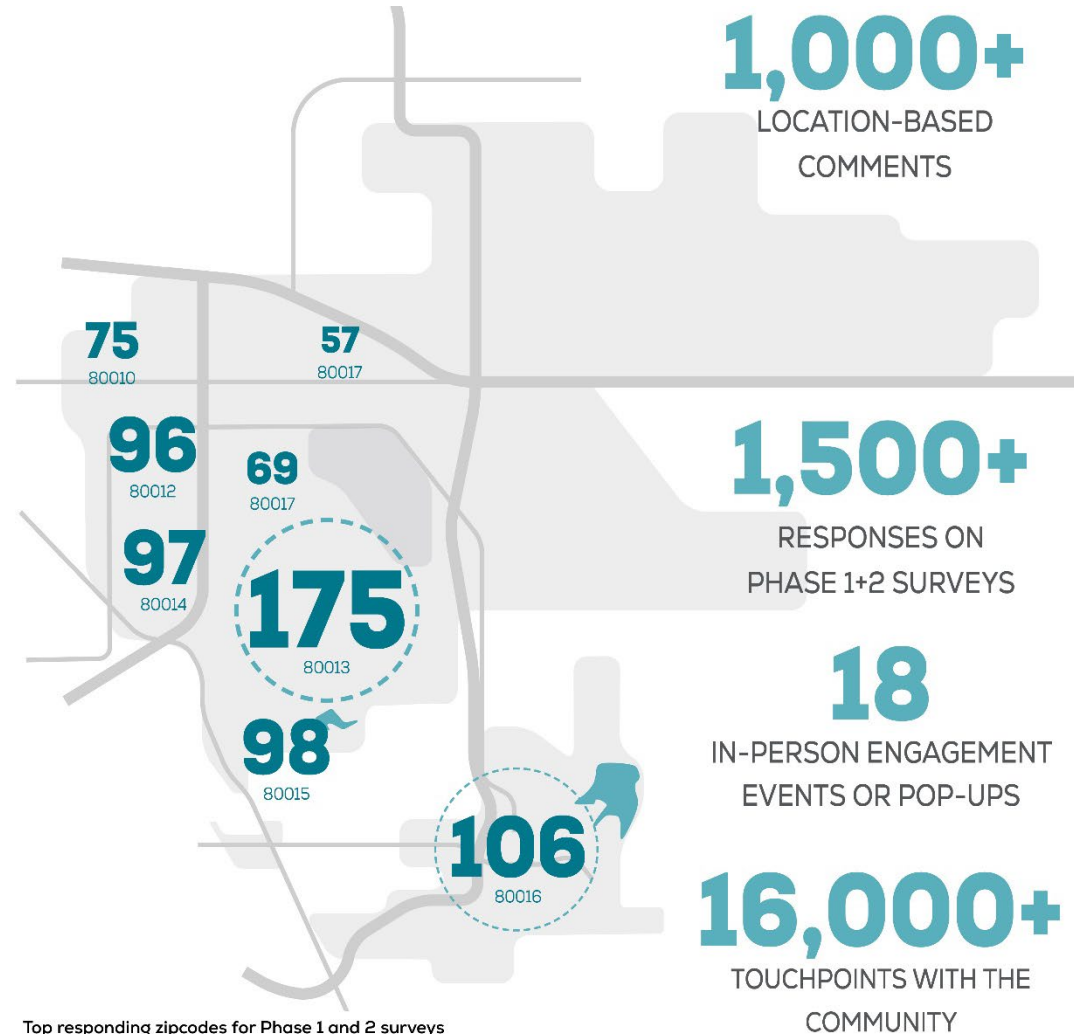 1,000+
LOCATION-BASED
COMMENTS
75
80010
57
80017
96
80012
69
80017
97
80014
175
80013
98
80015
106
80016
1,500+
RESPONSES ON
PHASE 1+2 SURVEYS
18
IN-PERSON ENGAGEMENT
EVENTS OR POP-UPS
16,000+
TOUCHPOINTS WITH THE
COMMUNITY
Top responding zipcodes for Phase 1 and 2 surveys